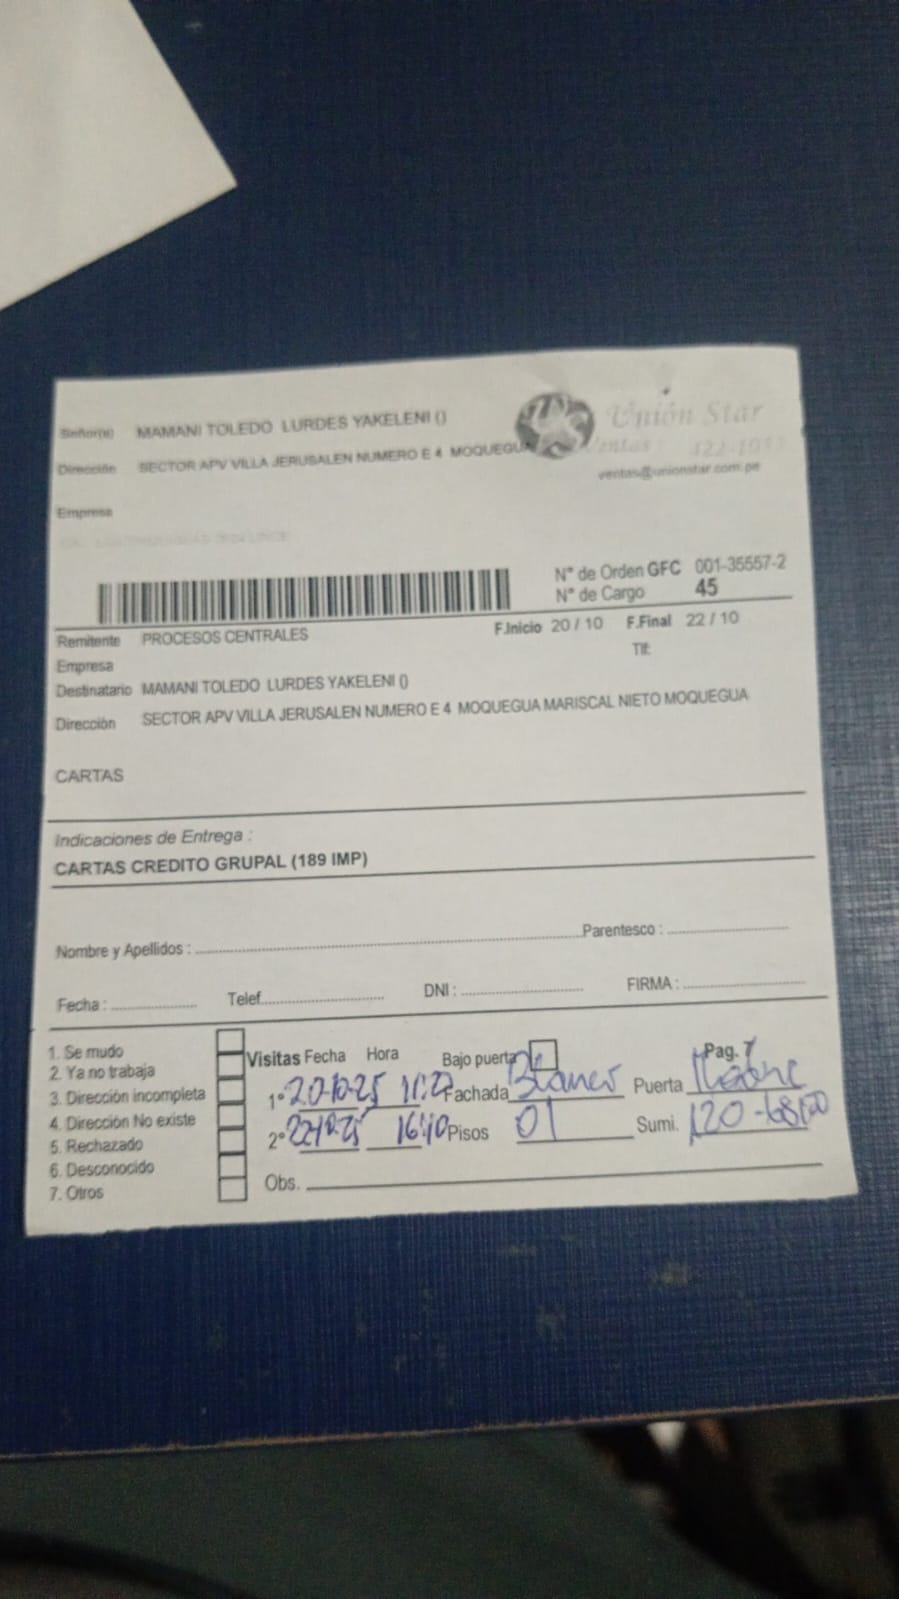 Señor(a) MAMANI TOLEDO LURDES YAKELENI ()
Unión Star
Dirección SECTOR APV VILLA JERUSALEN NUMERO E 4 MOQUEGUA
Ventas :
ventas@unionstar.com.pe
Empresa
N° de Orden GFC 001-35557-2
N° de Cargo 45
Remitente PROCESOS CENTRALES F.Inicio 20 / 10 F.Final 22 / 10
Empresa Tlf:
Destinatario MAMANI TOLEDO LURDES YAKELENI ()
Dirección SECTOR APV VILLA JERUSALEN NUMERO E 4 MOQUEGUA MARISCAL NIETO MOQUEGUA
CARTAS
Indicaciones de Entrega :
CARTAS CREDITO GRUPAL (189 IMP)
Nombre y Apellidos : Parentesco :
Fecha : Telef. DNI : FIRMA :
1. Se mudo
2. Ya no trabaja
3. Dirección incompleta
4. Dirección No existe
5. Rechazado
6. Desconocido
7. Otros
Visitas Fecha Hora Bajo puerta Pag. 7
1° 20-10-25 11:27 Fachada Blanco Puerta
2° 22-10-25 16:40 Pisos 01 Sumi.
Obs.